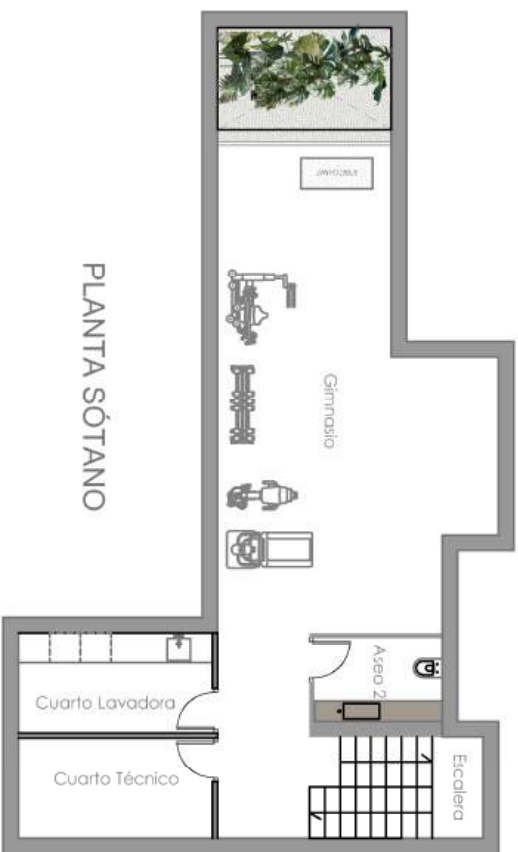 PLANTA SÓTANO
Gimnasio
Aseo 2
Escalera
Cuarto Lavadora
Cuarto Técnico